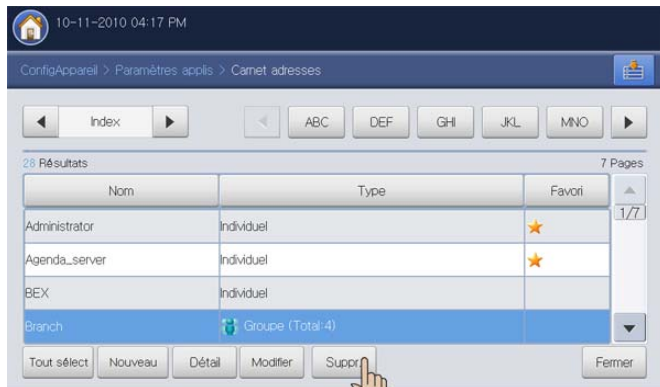 10-11-2010 04:17 PM
ConfigAppareil > Paramètres applis > Carnet adresses
Index ABC DEF GHI JKL MNO
28 Résultats 7 Pages
Nom Type Favori
1/7
Administrator Individuel
Agenda_server Individuel
BEX Individuel
Branch Groupe (Total:4)
Tout sélect Nouveau Détail Modifier Suppr. Fermer